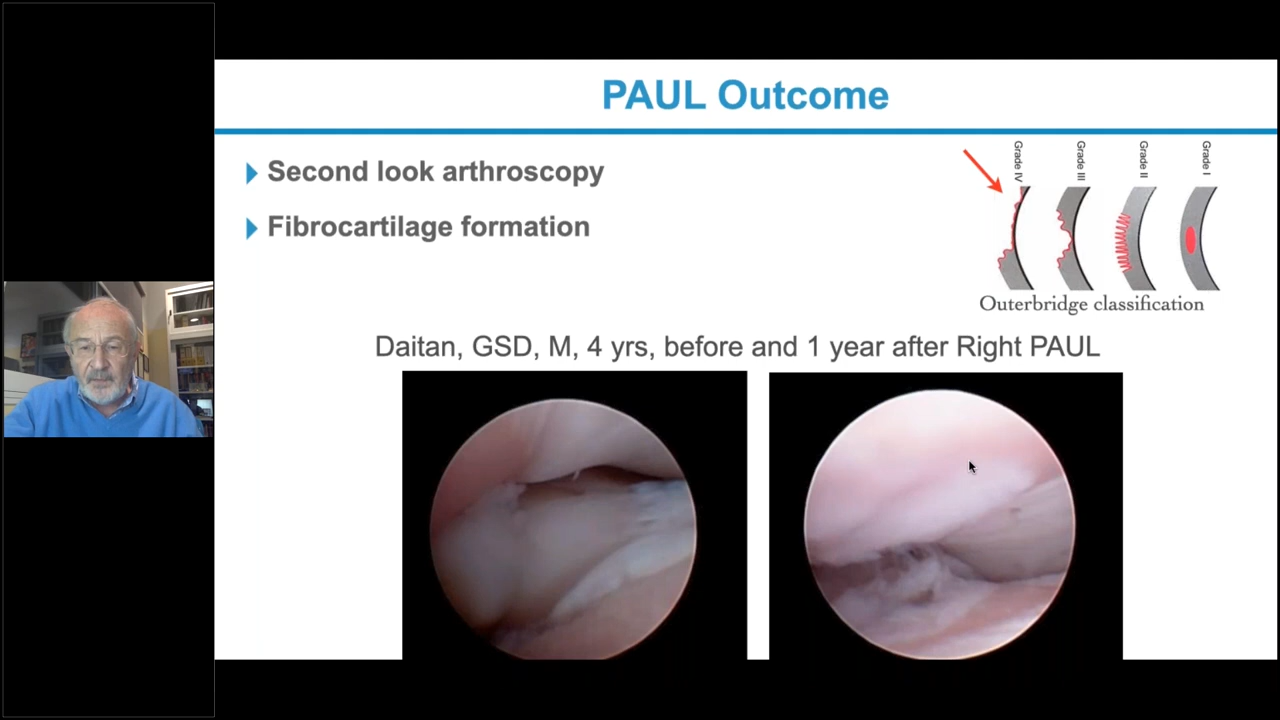 PAUL Outcome
Second look arthroscopy
Fibrocartilage formation
Grade IV
Grade III
Grade II
Grade I
Outerbridge classification
Daitan, GSD, M, 4 yrs, before and 1 year after Right PAUL